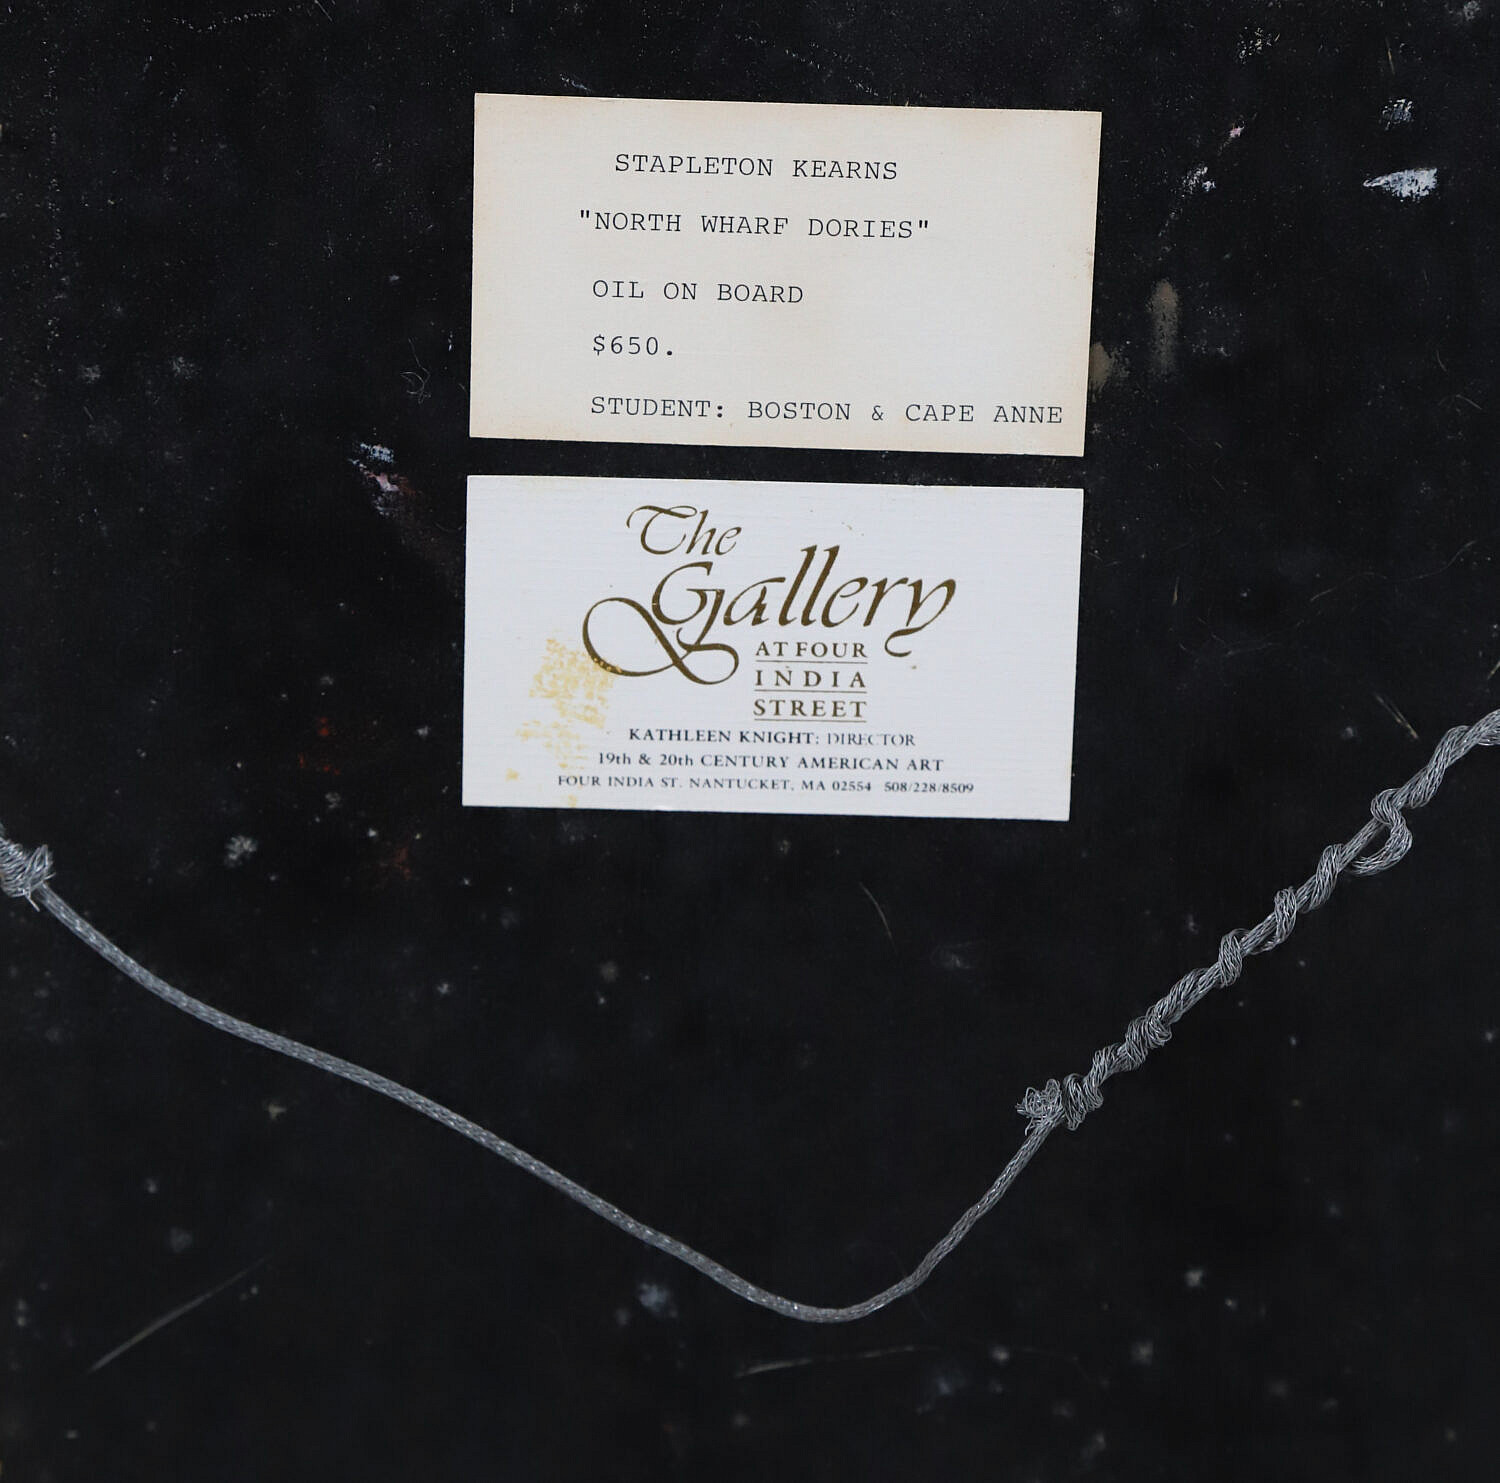 STAPLETON KEARNS
"NORTH WHARF DORIES"
OIL ON BOARD
$650.
STUDENT: BOSTON & CAPE ANNE
The
Gallery
AT FOUR
INDIA
STREET
KATHLEEN KNIGHT: DIRECTOR
19th & 20th CENTURY AMERICAN ART
FOUR INDIA ST. NANTUCKET, MA 02554 508/228/8509